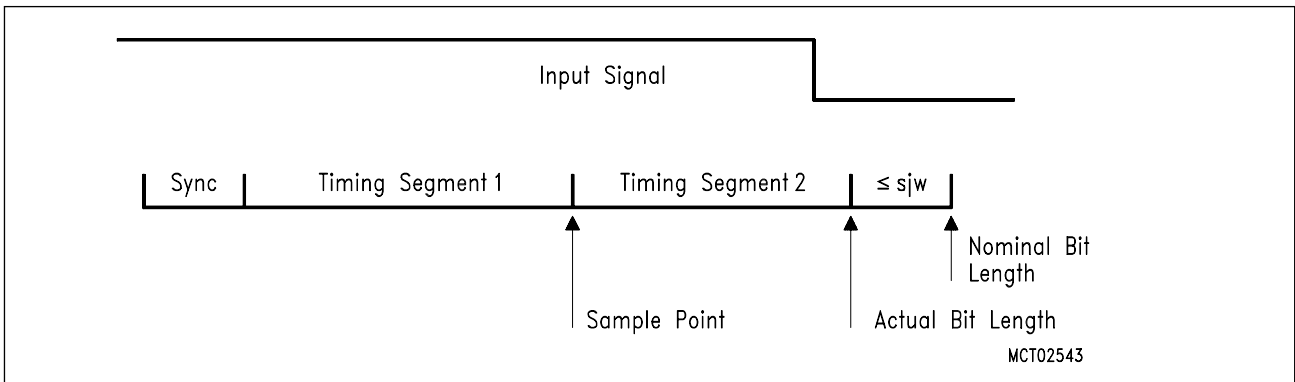 Input Signal
Sync Timing Segment 1 Timing Segment 2 ≤ sjw
Nominal Bit
Length
Sample Point Actual Bit Length
MCT02543